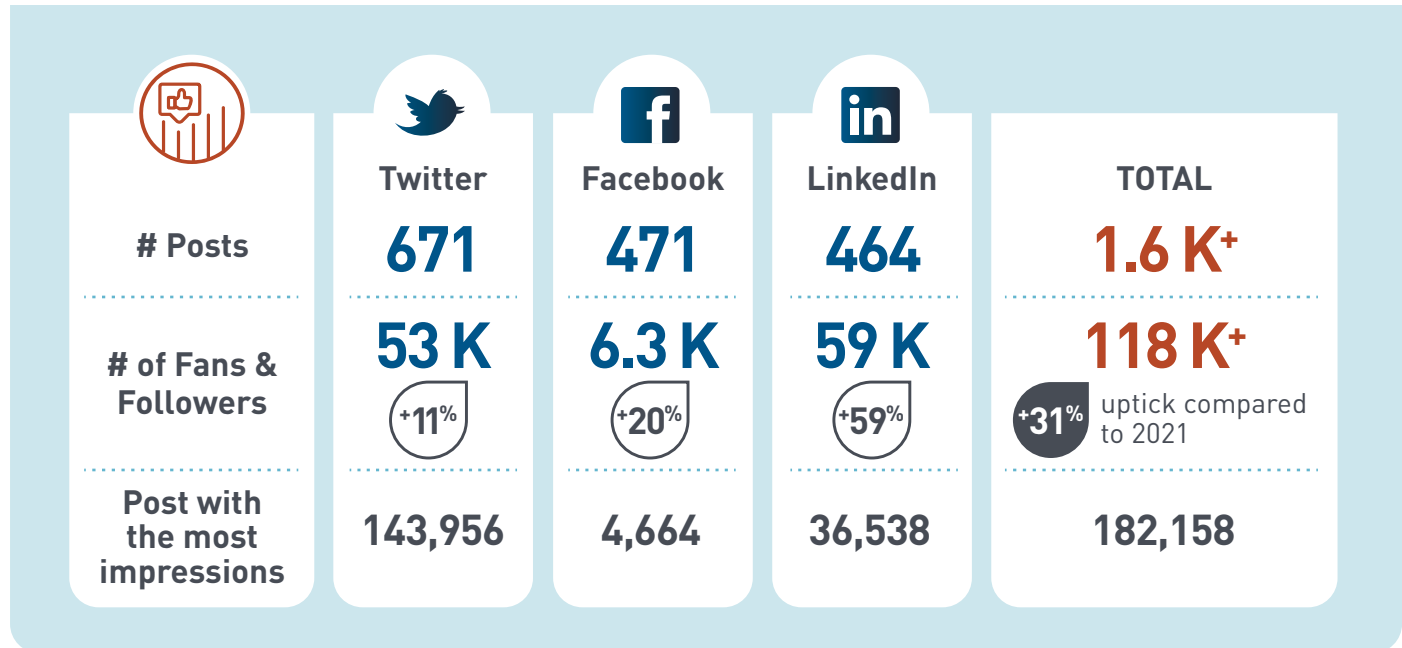 Twitter
Facebook
LinkedIn
TOTAL
# Posts
671
471
464
1.6 K+
# of Fans &
Followers
53 K
6.3 K
59 K
118 K+
+11%
+20%
+59%
+31%
uptick compared
to 2021
Post with
the most
impressions
143,956
4,664
36,538
182,158